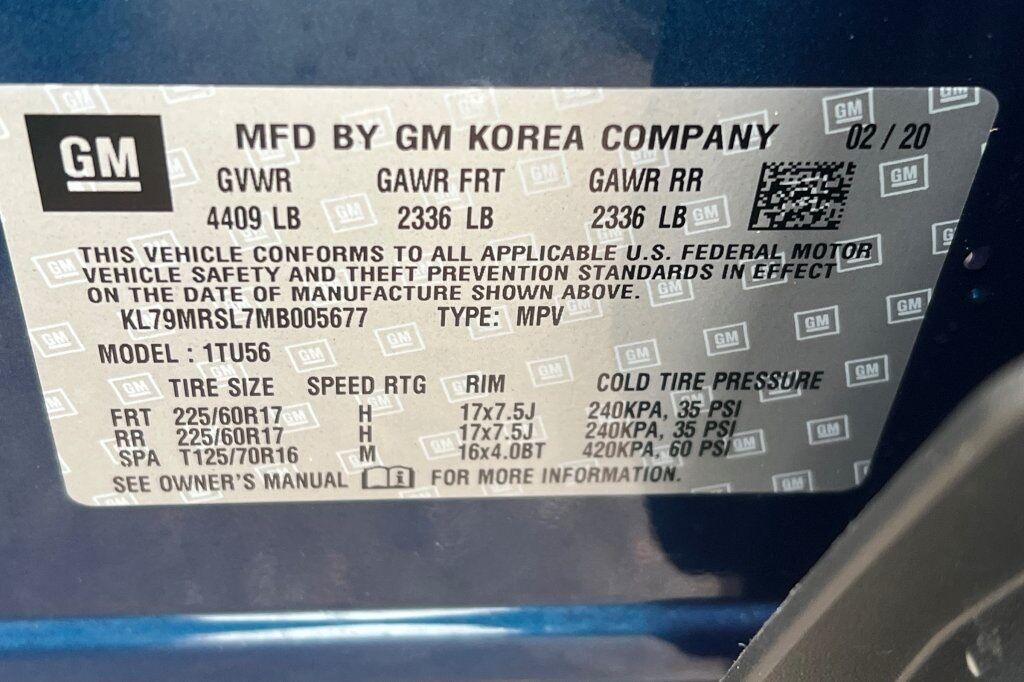 GM MFD BY GM KOREA COMPANY 02 / 20
GVWR GAWR FRT GAWR RR
4409 LB 2336 LB 2336 LB
THIS VEHICLE CONFORMS TO ALL APPLICABLE U.S. FEDERAL MOTOR
VEHICLE SAFETY AND THEFT PREVENTION STANDARDS IN EFFECT
ON THE DATE OF MANUFACTURE SHOWN ABOVE.
KL79MRSL7MB005677 TYPE: MPV
MODEL : 1TU56
TIRE SIZE SPEED RTG RIM COLD TIRE PRESSURE
FRT 225/60R17 H 17x7.5J 240KPA, 35 PSI
RR 225/60R17 H 17x7.5J 240KPA, 35 PSI
SPA T125/70R16 M 16x4.0BT 420KPA, 60 PSI
SEE OWNER'S MANUAL FOR MORE INFORMATION.